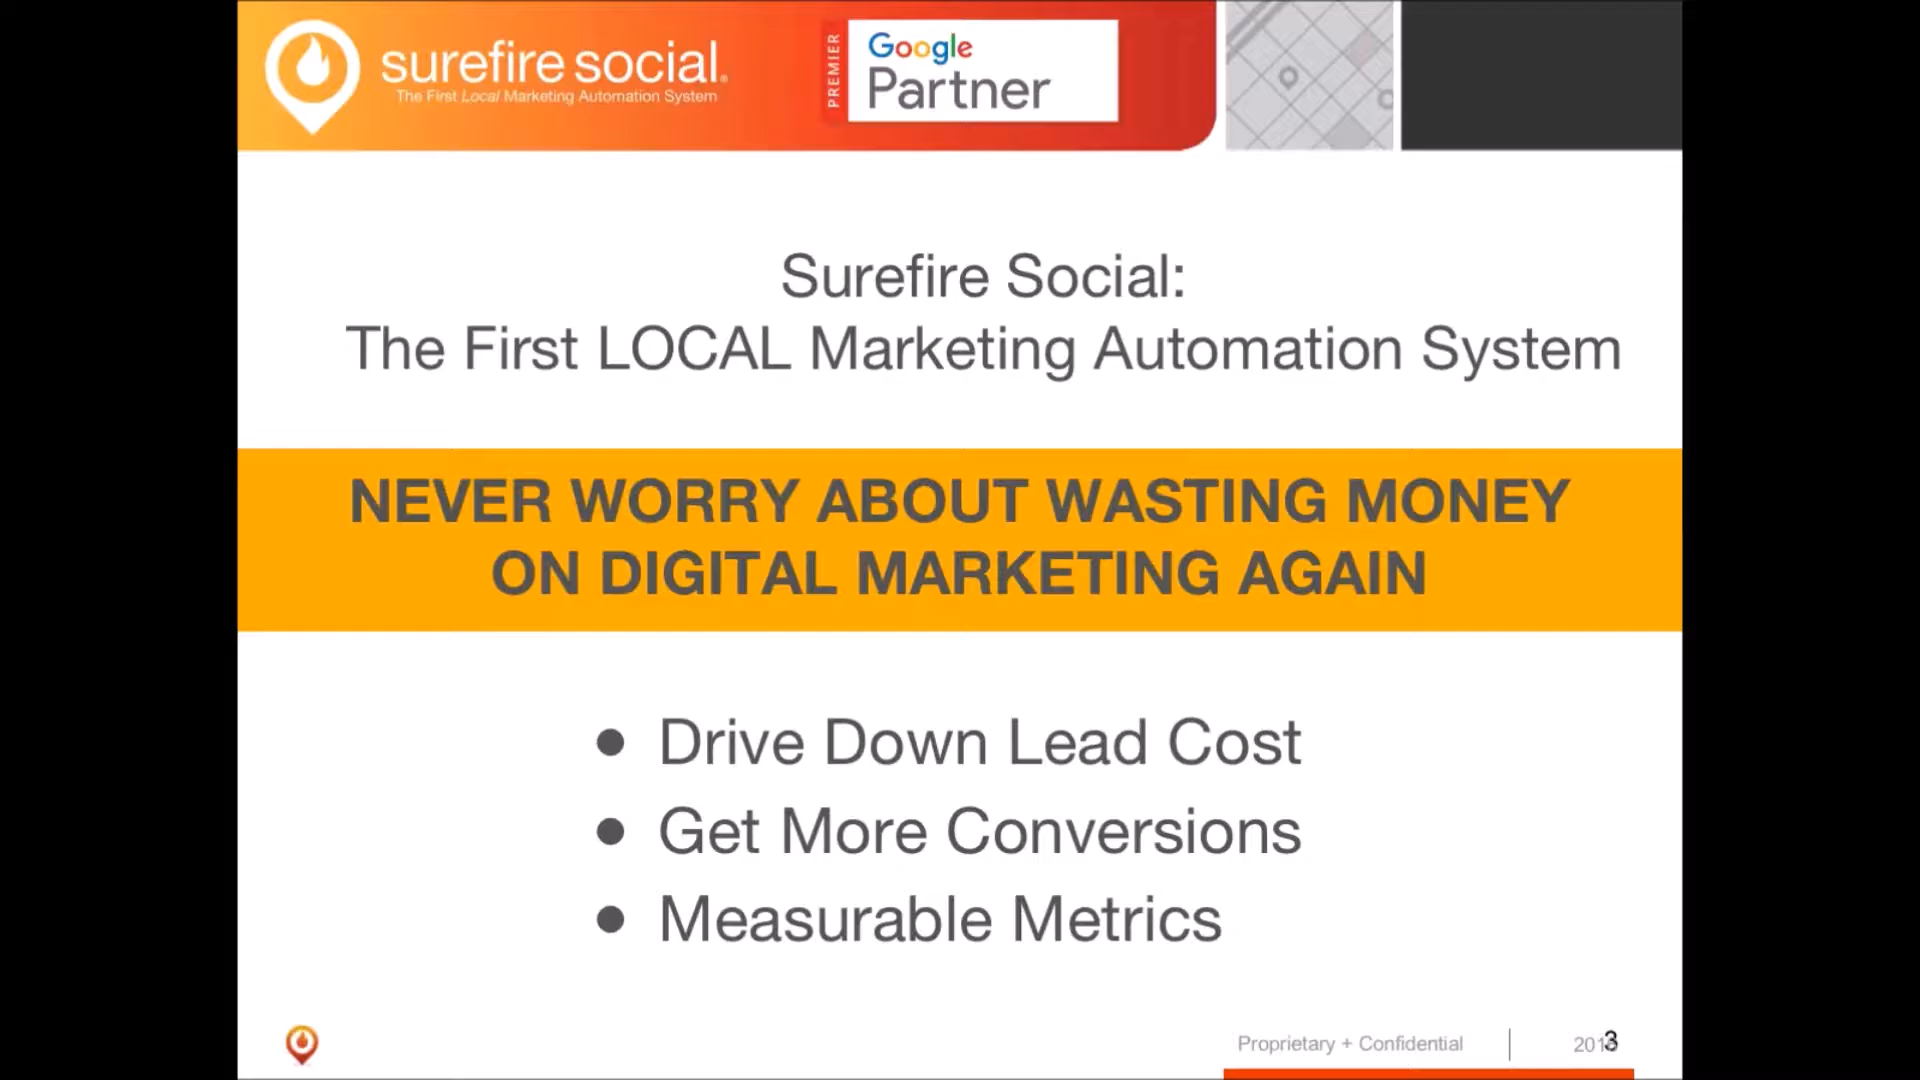 surefire social
The First Local Marketing Automation System
PREMIER
Google
Partner
Surefire Social:
The First LOCAL Marketing Automation System
NEVER WORRY ABOUT WASTING MONEY
ON DIGITAL MARKETING AGAIN
• Drive Down Lead Cost
• Get More Conversions
• Measurable Metrics
Proprietary + Confidential
3